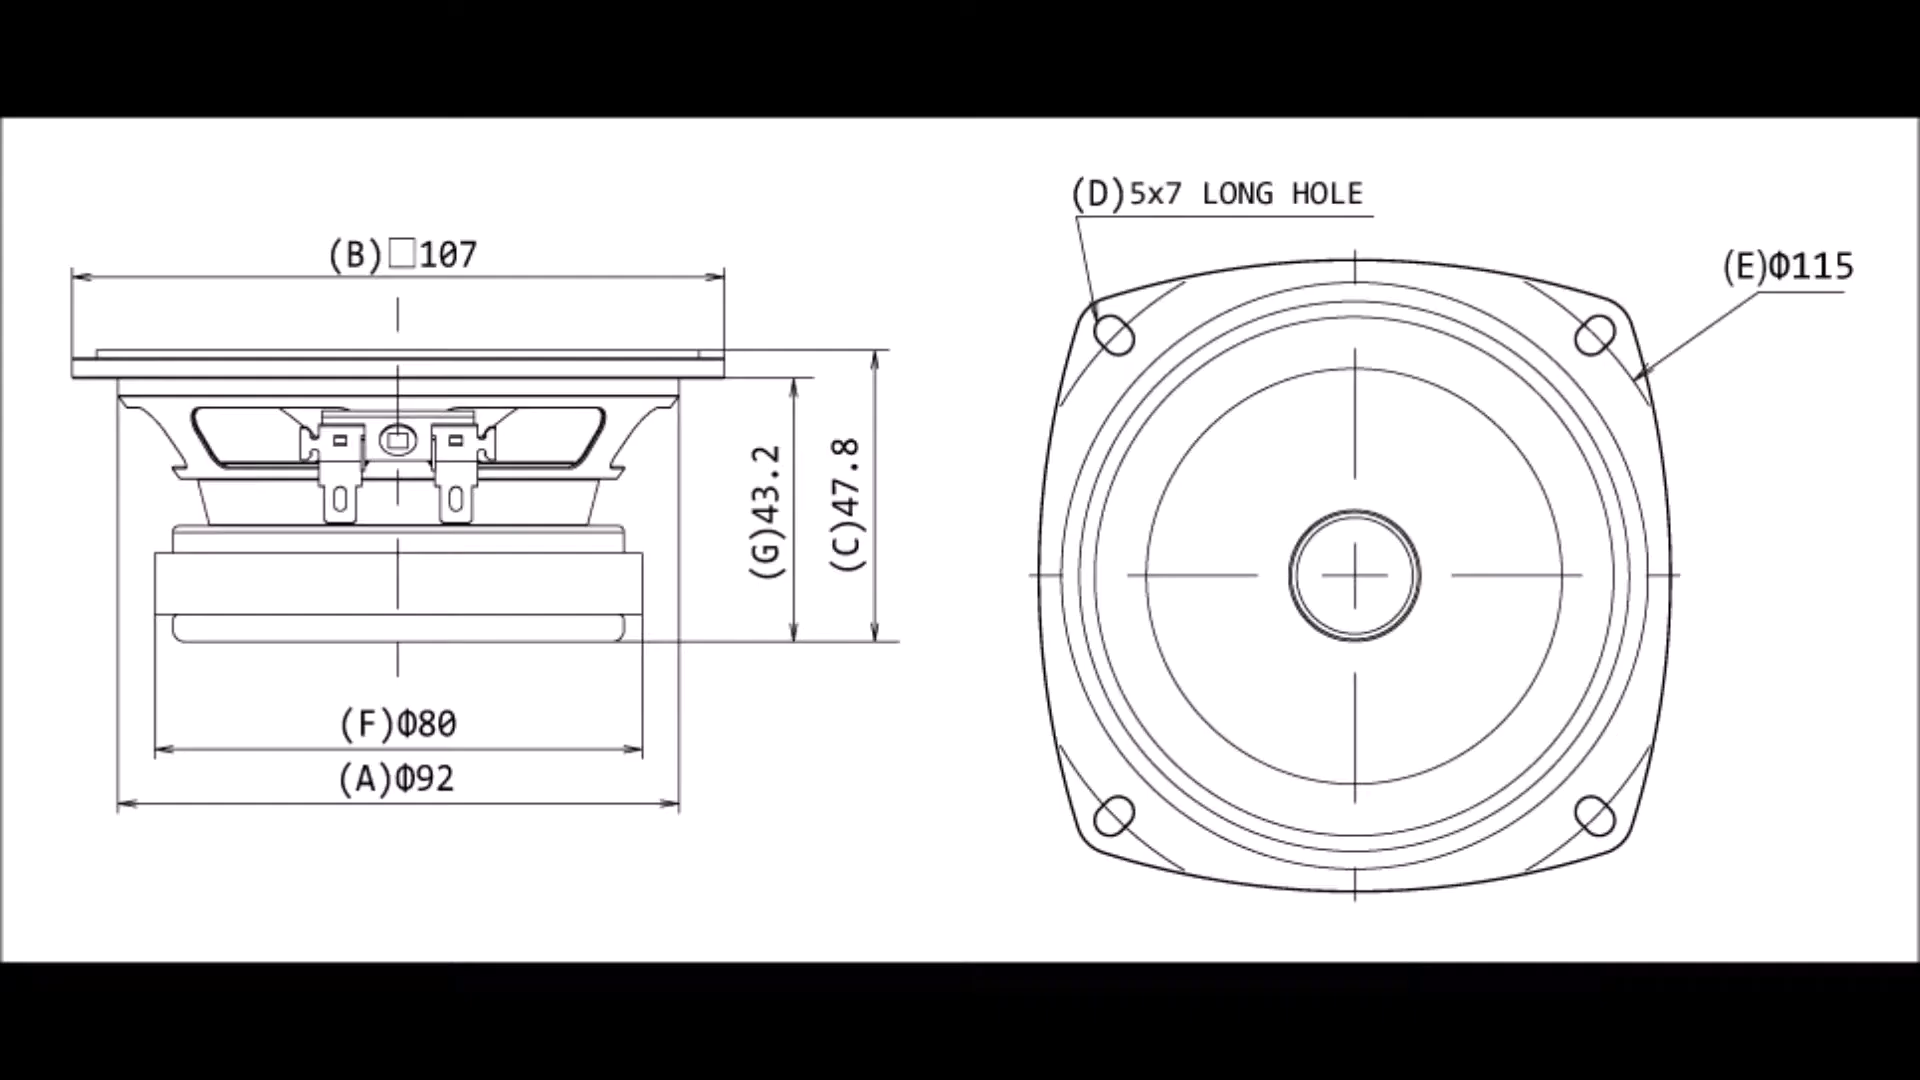 (B)□107
(G)43.2
(C)47.8
(F)Φ80
(A)Φ92
(D)5x7 LONG HOLE
(E)Φ115